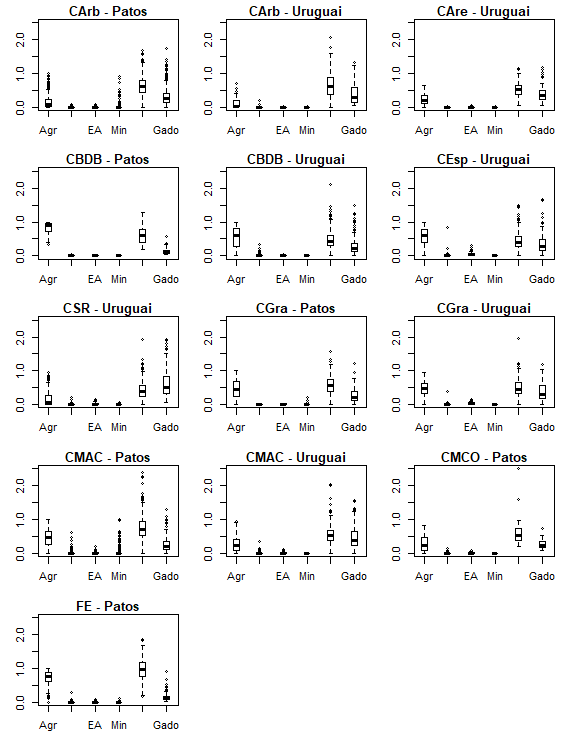 CArb - Patos
CArb - Uruguai
CAre - Uruguai
0.0 1.0 2.0
0.0 1.0 2.0
0.0 1.0 2.0
Agr EA Min Gado
Agr EA Min Gado
Agr EA Min Gado
CBDB - Patos
CBDB - Uruguai
CEsp - Uruguai
0.0 1.0 2.0
0.0 1.0 2.0
0.0 1.0 2.0
Agr EA Min Gado
Agr EA Min Gado
Agr EA Min Gado
CSR - Uruguai
CGra - Patos
CGra - Uruguai
0.0 1.0 2.0
0.0 1.0 2.0
0.0 1.0 2.0
Agr EA Min Gado
Agr EA Min Gado
Agr EA Min Gado
CMAC - Patos
CMAC - Uruguai
CMCO - Patos
0.0 1.0 2.0
0.0 1.0 2.0
0.0 1.0 2.0
Agr EA Min Gado
Agr EA Min Gado
Agr EA Min Gado
FE - Patos
0.0 1.0 2.0
Agr EA Min Gado